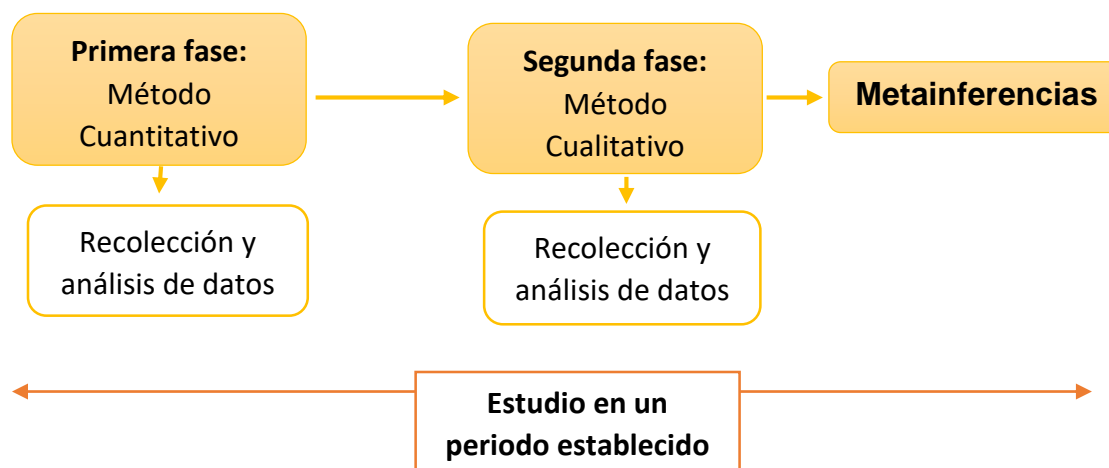 Primera fase:
Método
Cuantitativo
Segunda fase:
Método
Cualitativo
Metainferencias
Recolección y
análisis de datos
Recolección y
análisis de datos
Estudio en un
periodo establecido